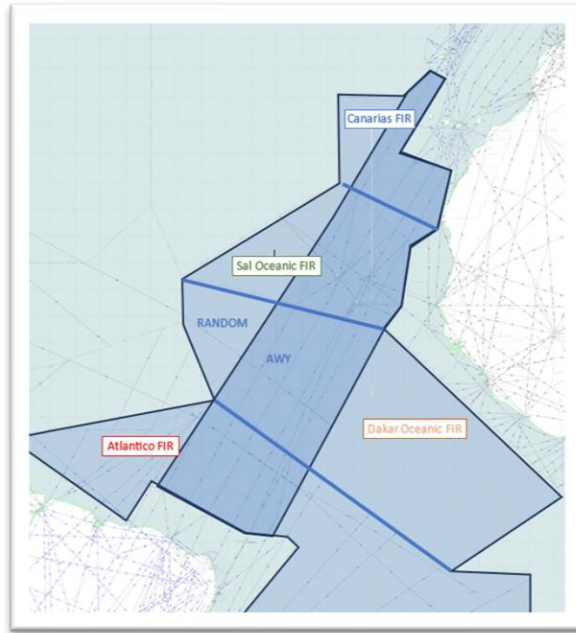 Canarias FIR
Sal Oceanic FIR
RANDOM
AWY
Dakar Oceanic FIR
Atlantico FIR